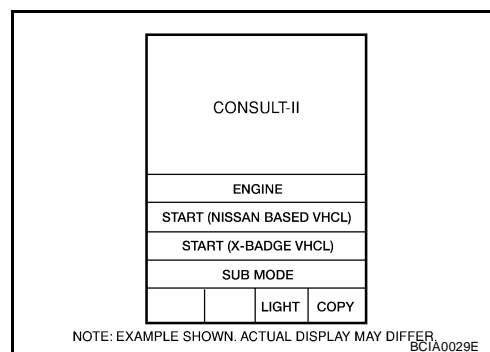 CONSULT-II
ENGINE
START (NISSAN BASED VHCL)
START (X-BADGE VHCL)
SUB MODE
LIGHT COPY
NOTE: EXAMPLE SHOWN. ACTUAL DISPLAY MAY DIFFER.
BCIA0029E